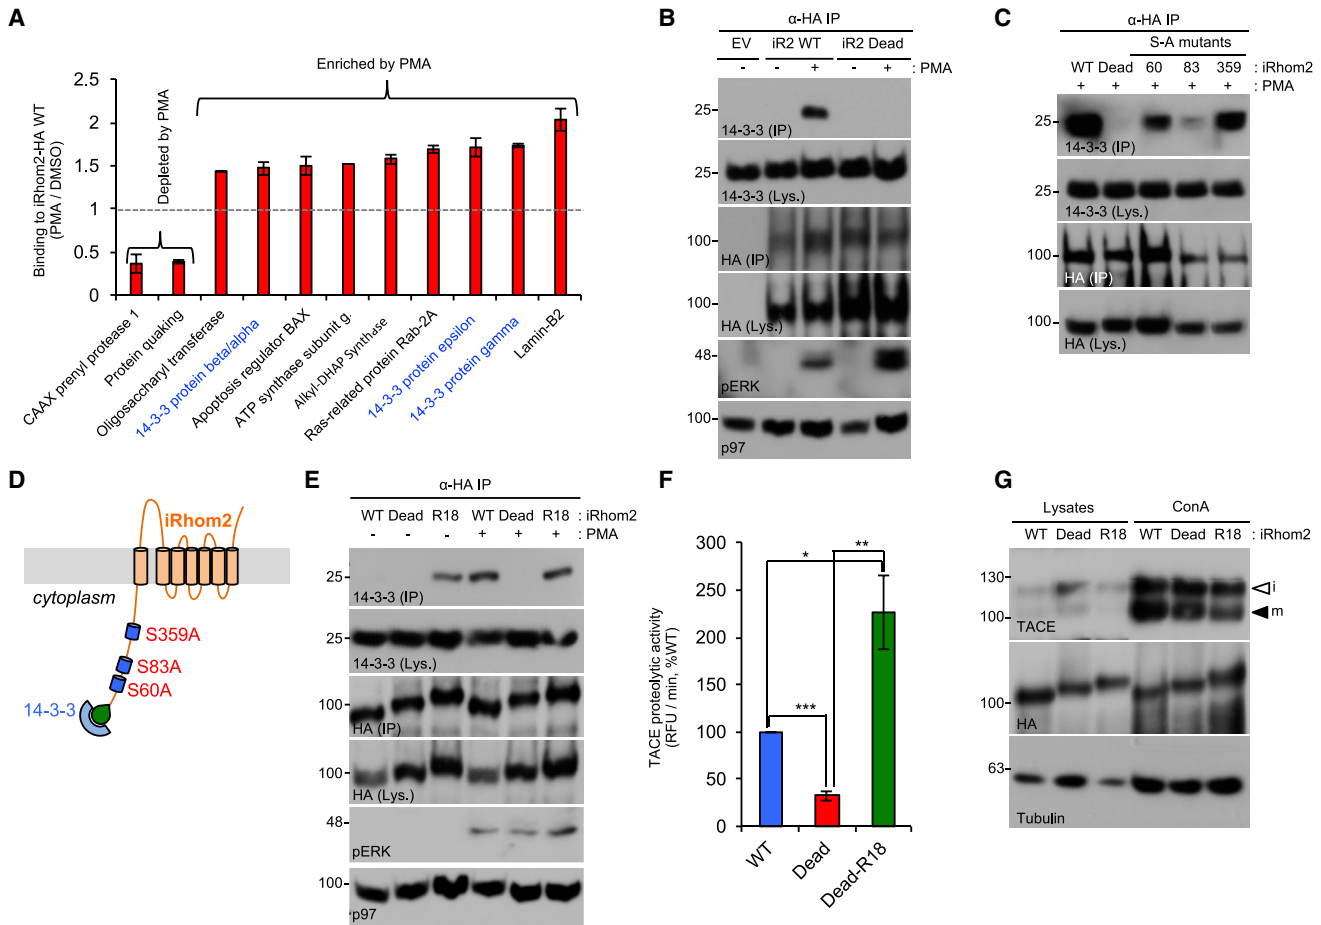 A
Binding to iRhom2-HA WT
(PMA / DMSO)
2.5
2
1.5
1
0.5
0
Depleted by PMA
Enriched by PMA
CAAX prenyl protease 1
Protein quaking
Oligosaccharyl transferase
14-3-3 protein beta/alpha
Apoptosis regulator BAX
ATP synthase subunit g.
Alkyl-DHAP Synthase
Ras-related protein Rab-2A
14-3-3 protein epsilon
14-3-3 protein gamma
Lamin-B2
B
α-HA IP
EV iR2 WT iR2 Dead
- - + - + : PMA
25
14-3-3 (IP)
25
14-3-3 (Lys.)
100
HA (IP)
100
HA (Lys.)
48
pERK
100
p97
C
α-HA IP
S-A mutants
WT Dead 60 83 359 : iRhom2
+ + + + + : PMA
25
14-3-3 (IP)
25
14-3-3 (Lys.)
100
HA (IP)
100
HA (Lys.)
D
iRhom2
cytoplasm
S359A
S83A
S60A
14-3-3
E
α-HA IP
WT Dead R18 WT Dead R18 : iRhom2
- - - + + + : PMA
25
14-3-3 (IP)
25
14-3-3 (Lys.)
100
HA (IP)
100
HA (Lys.)
48
pERK
100
p97
F
TACE proteolytic activity
(RFU / min, %WT)
300
250
200
150
100
50
0
*
**
***
WT
Dead
Dead-R18
G
Lysates ConA
WT Dead R18 WT Dead R18 : iRhom2
130
i
100
m
TACE
100
HA
63
Tubulin